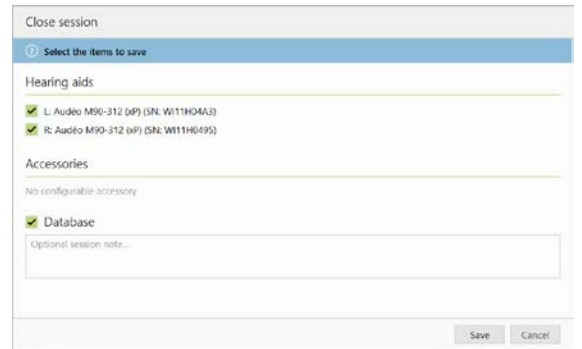 Close session
Select the items to save
Hearing aids
L: Audéo M90-312 (xP) (SN: WI11H04A3)
R: Audéo M90-312 (xP) (SN: WI11H0495)
Accessories
No configurable accessory
Database
Optional session note...
Save Cancel